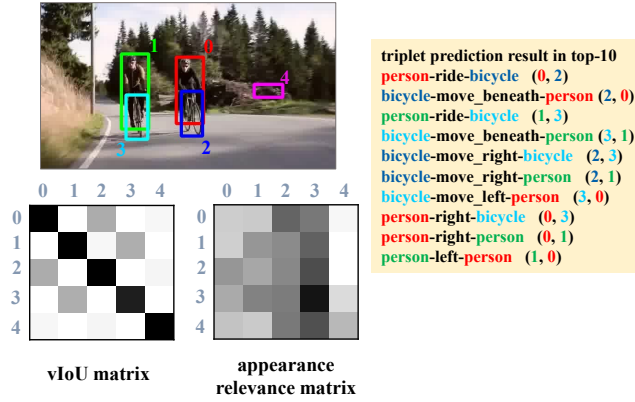 1
0
4
3
2
triplet prediction result in top-10
person-ride-bicycle (0, 2)
bicycle-move_beneath-person (2, 0)
person-ride-bicycle (1, 3)
bicycle-move_beneath-person (3, 1)
bicycle-move_right-bicycle (2, 3)
bicycle-move_right-person (2, 1)
bicycle-move_left-person (3, 0)
person-right-bicycle (0, 3)
person-right-person (0, 1)
person-left-person (1, 0)
0 1 2 3 4
0
1
2
3
4
vIoU matrix
0 1 2 3 4
0
1
2
3
4
appearance
relevance matrix